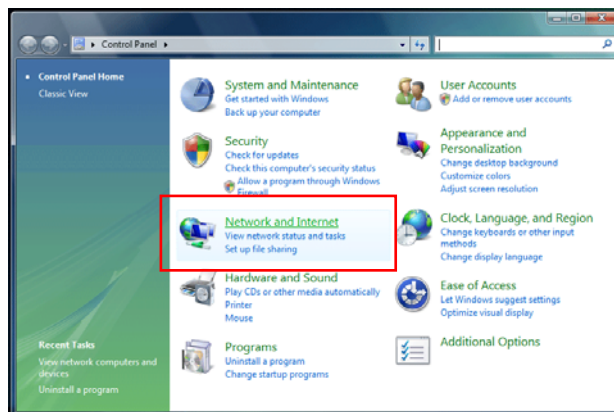 Control Panel
Control Panel Home
Classic View
System and Maintenance
Get started with Windows
Back up your computer
Security
Check for updates
Check this computer's security status
Allow a program through Windows
Firewall
Network and Internet
View network status and tasks
Set up file sharing
Hardware and Sound
Play CDs or other media automatically
Printer
Mouse
Programs
Uninstall a program
Change startup programs
User Accounts
Add or remove user accounts
Appearance and
Personalization
Change desktop background
Customize colors
Adjust screen resolution
Clock, Language, and Region
Change keyboards or other input
methods
Change display language
Ease of Access
Let Windows suggest settings
Optimize visual display
Additional Options
Recent Tasks
View network computers and
devices
Uninstall a program